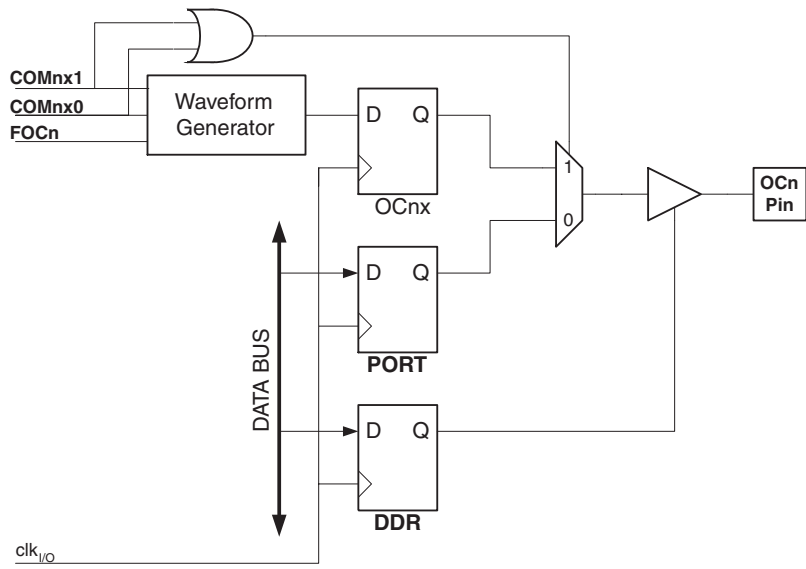 COMnx1
COMnx0
FOCn
Waveform
Generator
D Q
OCnx
1
0
OCn
Pin
D Q
PORT
DATA BUS
D Q
DDR
clkI/O